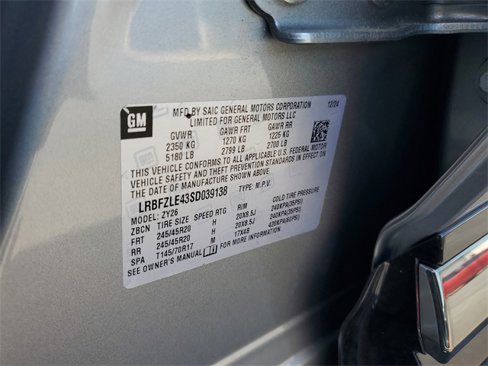 GM
MFD BY SAIC GENERAL MOTORS CORPORATION 12/24
LIMITED FOR GENERAL MOTORS LLC
GVWR GAWR FRT GAWR RR
2350 KG 1270 KG 1225 KG
5180 LB 2799 LB 2700 LB
THIS VEHICLE CONFORMS TO ALL APPLICABLE U.S. FEDERAL MOTOR
VEHICLE SAFETY AND THEFT PREVENTION STANDARDS IN EFFECT ON
THE DATE OF MANUFACTURE SHOWN ABOVE.
LRBFZLE43SD039138 TYPE: M.P.V.
MODEL: ZY26
ZBCN TIRE SIZE SPEED RTG RIM COLD TIRE PRESSURE
FRT 245/45R20 H 20X8.5J 240KPA(35PSI)
RR 245/45R20 H 20X8.5J 240KPA(35PSI)
SPA T145/70R17 M 17X4B 420KPA(60PSI)
SEE OWNER'S MANUAL